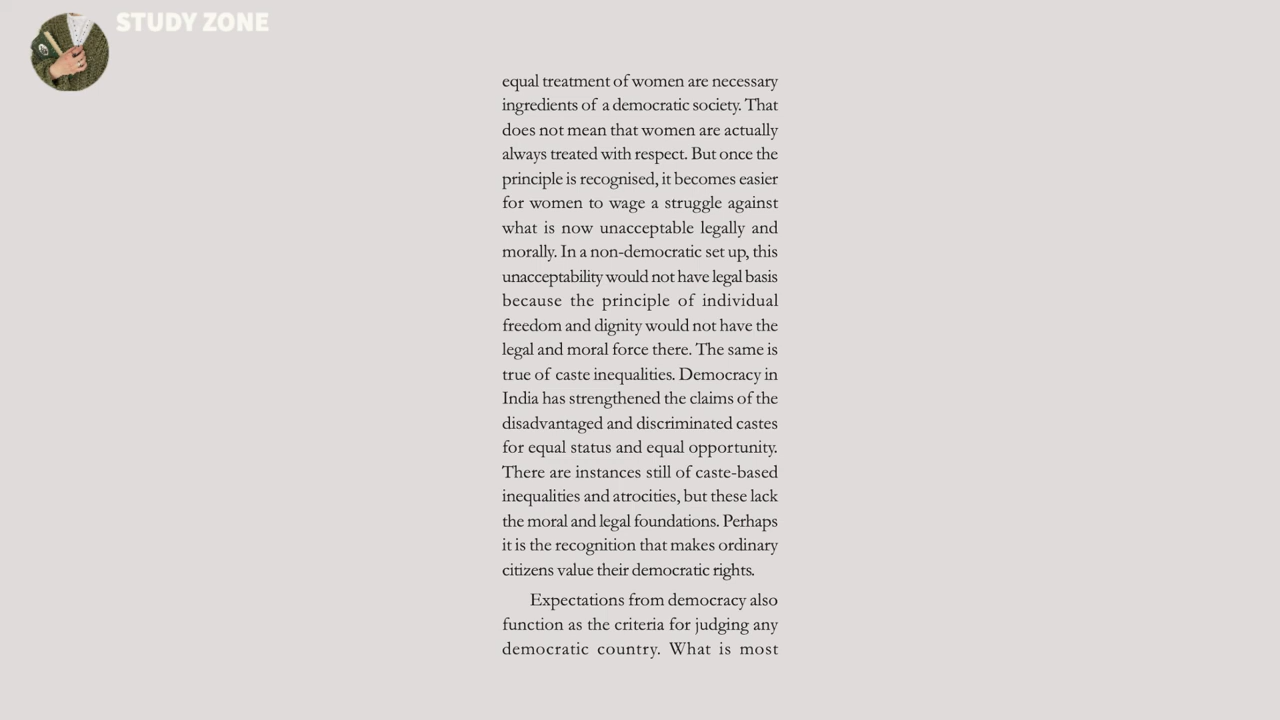 STUDY ZONE
equal treatment of women are necessary
ingredients of a democratic society. That
does not mean that women are actually
always treated with respect. But once the
principle is recognised, it becomes easier
for women to wage a struggle against
what is now unacceptable legally and
morally. In a non-democratic set up, this
unacceptability would not have legal basis
because the principle of individual
freedom and dignity would not have the
legal and moral force there. The same is
true of caste inequalities. Democracy in
India has strengthened the claims of the
disadvantaged and discriminated castes
for equal status and equal opportunity.
There are instances still of caste-based
inequalities and atrocities, but these lack
the moral and legal foundations. Perhaps
it is the recognition that makes ordinary
citizens value their democratic rights.
Expectations from democracy also
function as the criteria for judging any
democratic country. What is most